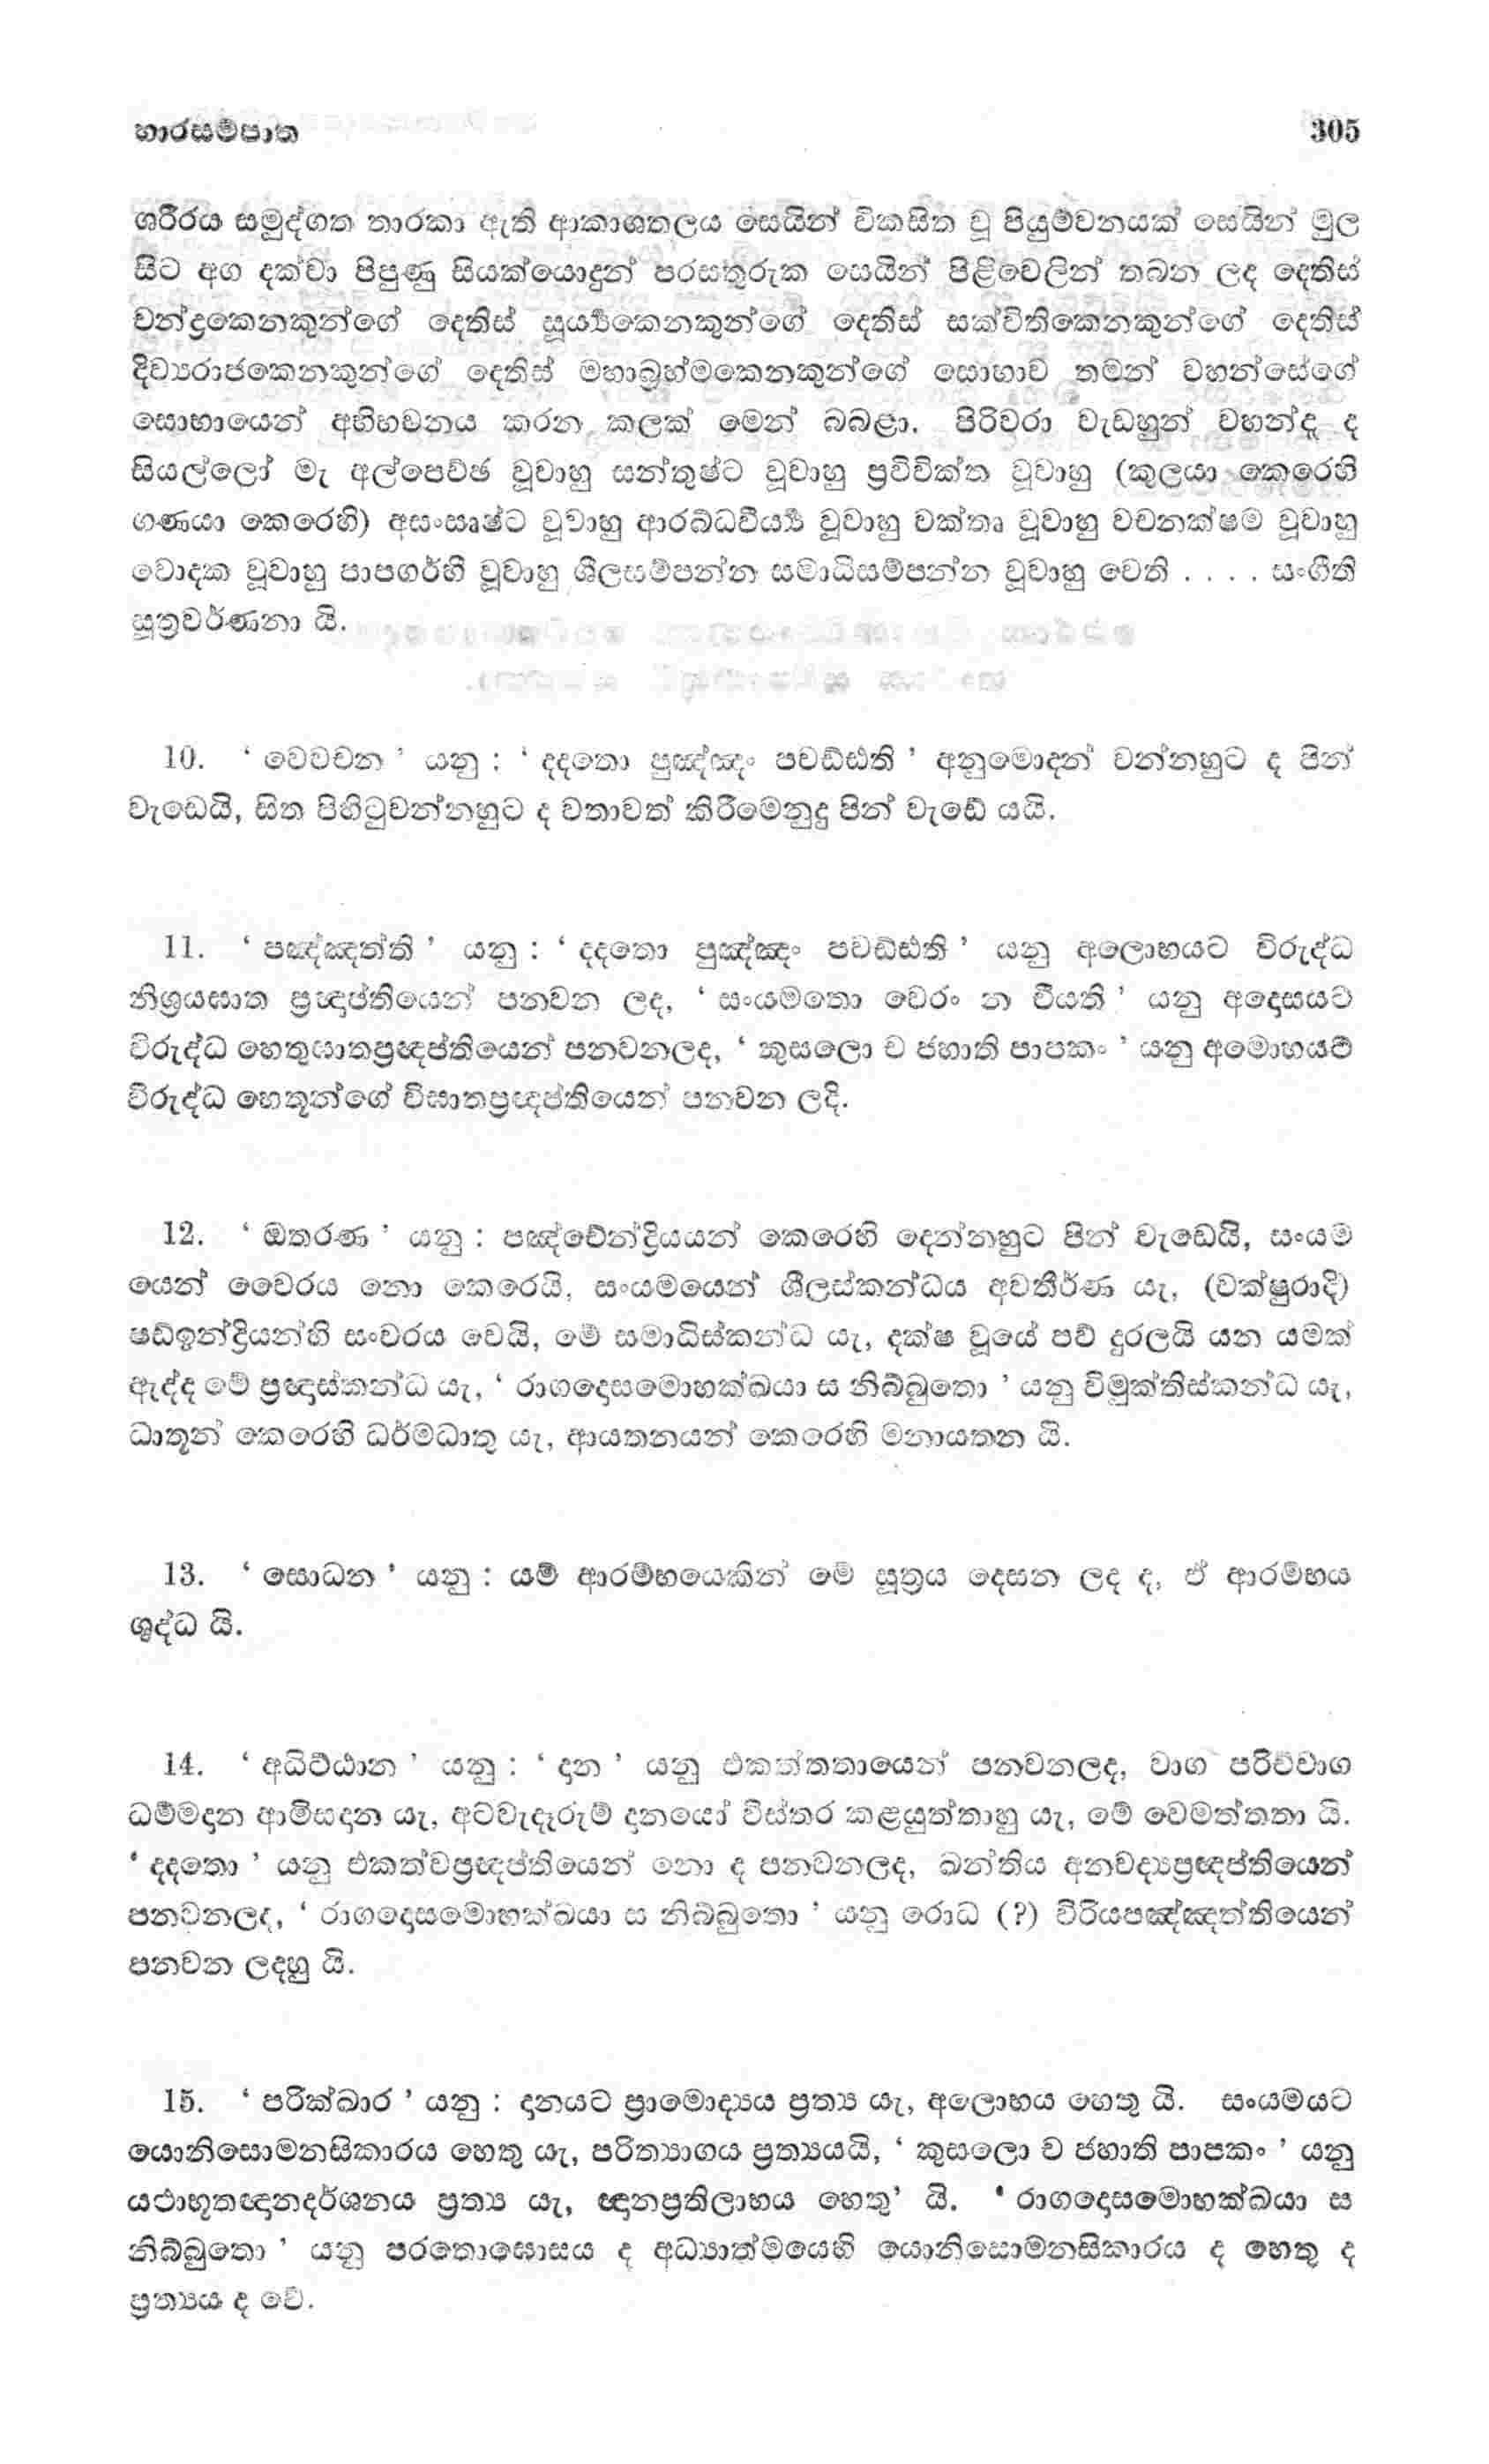 හාරසම්පාත 305
ශරීරය සමුද්ගත තාරකා ඇති ආකාශතලය සෙයින් විකසිත වූ පියුම්වනයක් සෙයින් මුල
සිට අග දක්වා පිපුණු සියක්යොදුන් පරසතුරුක සෙයින් පිළිවෙලින් තබන ලද දෙතිස්
චන්ද්‍රකෙනකුන්ගේ දෙතිස් සූර්‍ය්‍යකෙනකුන්ගේ දෙතිස් සක්විතිකෙනකුන්ගේ දෙතිස්
දිව්‍යරාජකෙනකුන්ගේ දෙතිස් මහාබ්‍රහ්මකෙනකුන්ගේ සොභාව තමන් වහන්සේගේ
සොභායෙන් අභිභවනය කරන කලක් මෙන් බබළා. පිරිවරා වැඩහුන් වහන්දෑ ද
සියල්ලෝ මැ අල්පෙච්ඡ වූවාහු සන්තුෂ්ට වූවාහු ප්‍රවිවික්ත වූවාහු (කුලයා කෙරෙහි
ගණයා කෙරෙහි) අසංසෘෂ්ට වූවාහු ආරබ්ධවීර්‍ය්‍ය වූවාහු වක්තෘ වූවාහු වචනක්ෂම වූවාහු
චොදක වූවාහු පාපගර්හී වූවාහු ශීලසම්පන්න සමාධිසම්පන්න වූවාහු වෙති . . . . සංගීති
සූත්‍රවර්ණනා යි.
10. ‘ වෙවචන ’ යනු : ‘ දදතො පුඤ්ඤං පවඩ්ඪති ’ අනුමොදන් වන්නහුට ද පින්
වැඩෙයි, සිත පිහිටුවන්නහුට ද වතාවත් කිරීමෙනුදු පින් වැඩේ යයි.
11. ‘ පඤ්ඤත්ති ’ යනු : ‘ දදතො පුඤ්ඤං පවඩ්ඪති ’ යනු අලොභයට විරුද්ධ
නිශ්‍රයඝාත ප්‍රඥප්තියෙන් පනවන ලද, ‘ සංයමතො වෙරං න චීයති ’ යනු අදොසයට
විරුද්ධ හෙතුඝාතප්‍රඥප්තියෙන් පනවනලද, ‘ කුසලො ච ජහාති පාපකං ’ යනු අමොහයට
විරුද්ධ හෙතූන්ගේ විඝාතප්‍රඥප්තියෙන් පනවන ලදි.
12. ‘ ඔතරණ ’ යනු : පඤ්චේන්ද්‍රියයන් කෙරෙහි දෙන්නහුට පින් වැඩෙයි, සංයම
යෙන් වෛරය නො කෙරෙයි, සංයමයෙන් ශීලස්කන්ධය අවතීර්ණ යැ, (චක්ෂුරාදි)
ෂඩ්ඉන්ද්‍රියන්හි සංවරය වෙයි, මේ සමාධිස්කන්ධ යැ, දක්ෂ වූයේ පව් දුරලයි යන යමක්
ඇද්ද මේ ප්‍රඥාස්කන්ධ යැ, ‘ රාගදොසමොහක්ඛයා ස නිබ්බුතො ’ යනු විමුක්තිස්කන්ධ යැ,
ධාතූන් කෙරෙහි ධර්මධාතු යැ, ආයතනයන් කෙරෙහි මනායතන යි.
13. ‘ සොධන ’ යනු : යම් ආරම්භයෙකින් මේ සූත්‍රය දෙසන ලද ද, ඒ ආරම්භය
ශුද්ධ යි.
14. ‘ අධිට්ඨාන ’ යනු : ‘ දාන ’ යනු එකත්තතායෙන් පනවනලද, චාග පරිච්චාග
ධම්මදාන ආමිසදාන යැ, අටවැදෑරුම් දානයෝ විස්තර කළයුත්තාහු යැ, මේ වෙමත්තතා යි.
‘ දදතො ’ යනු එකත්වප්‍රඥප්තියෙන් නො ද පනවනලද, ඛන්තිය අනවද්‍යප්‍රඥප්තියෙන්
පනවනලද, ‘ රාගදොසමොහක්ඛයා ස නිබ්බුතො ’ යනු රොධ (?) විරියපඤ්ඤත්තියෙන්
පනවන ලදහු යි.
15. ‘ පරික්ඛාර ’ යනු : දානයට ප්‍රාමොද්‍යය ප්‍රත්‍ය යැ, අලොභය හෙතු යි. සංයමයට
යොනිසොමනසිකාරය හෙතු යැ, පරිත්‍යාගය ප්‍රත්‍යයයි, ‘ කුසලො ච ජහාති පාපකං ’ යනු
යථාභූතඥානදර්ශනය ප්‍රත්‍ය යැ, ඥානප්‍රතිලාභය හෙතු’ යි. ‘ රාගදොසමොහක්ඛයා ස
නිබ්බුතො ’ යනු පරතොඝොසය ද අධ්‍යාත්මයෙහි යොනිසොමනසිකාරය ද හෙතු ද
ප්‍රත්‍යය ද වේ.